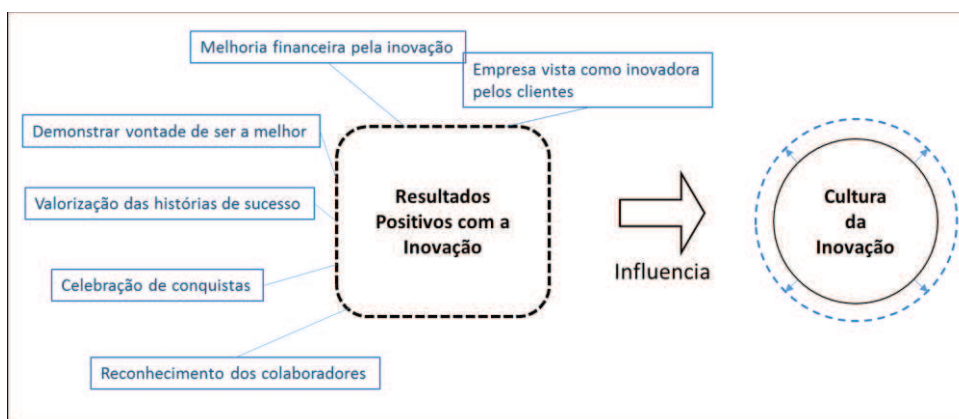 Melhoria financeira pela inovação
Empresa vista como inovadora
pelos clientes
Demonstrar vontade de ser a melhor
Valorização das histórias de sucesso
Celebração de conquistas
Reconhecimento dos colaboradores
Resultados
Positivos com a
Inovação
Influencia
Cultura
da
Inovação